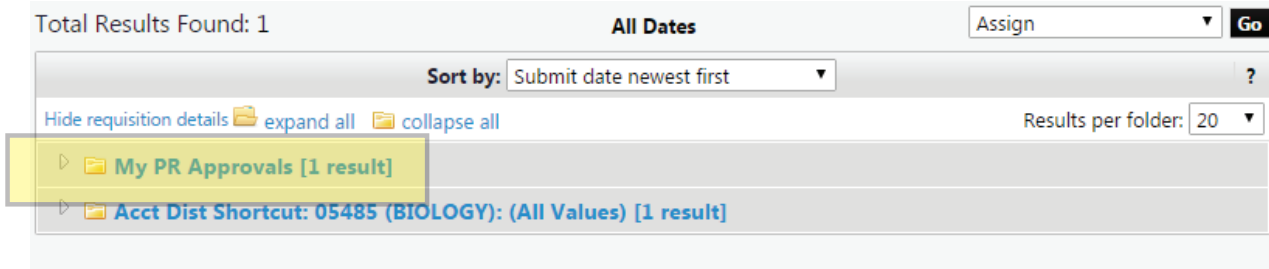 Total Results Found: 1 All Dates Assign Go
Sort by: Submit date newest first ?
Hide requisition details expand all collapse all Results per folder: 20
My PR Approvals [1 result]
Acct Dist Shortcut: 05485 (BIOLOGY): (All Values) [1 result]